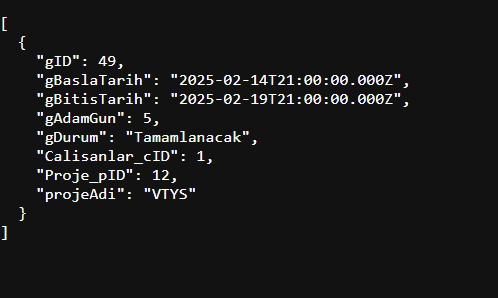 [
  {
    "gID": 49,
    "gBaslaTarih": "2025-02-14T21:00:00.000Z",
    "gBitisTarih": "2025-02-19T21:00:00.000Z",
    "gAdamGun": 5,
    "gDurum": "Tamamlanacak",
    "Calisanlar_cID": 1,
    "Proje_pID": 12,
    "projeAdi": "VTYS"
  }
]